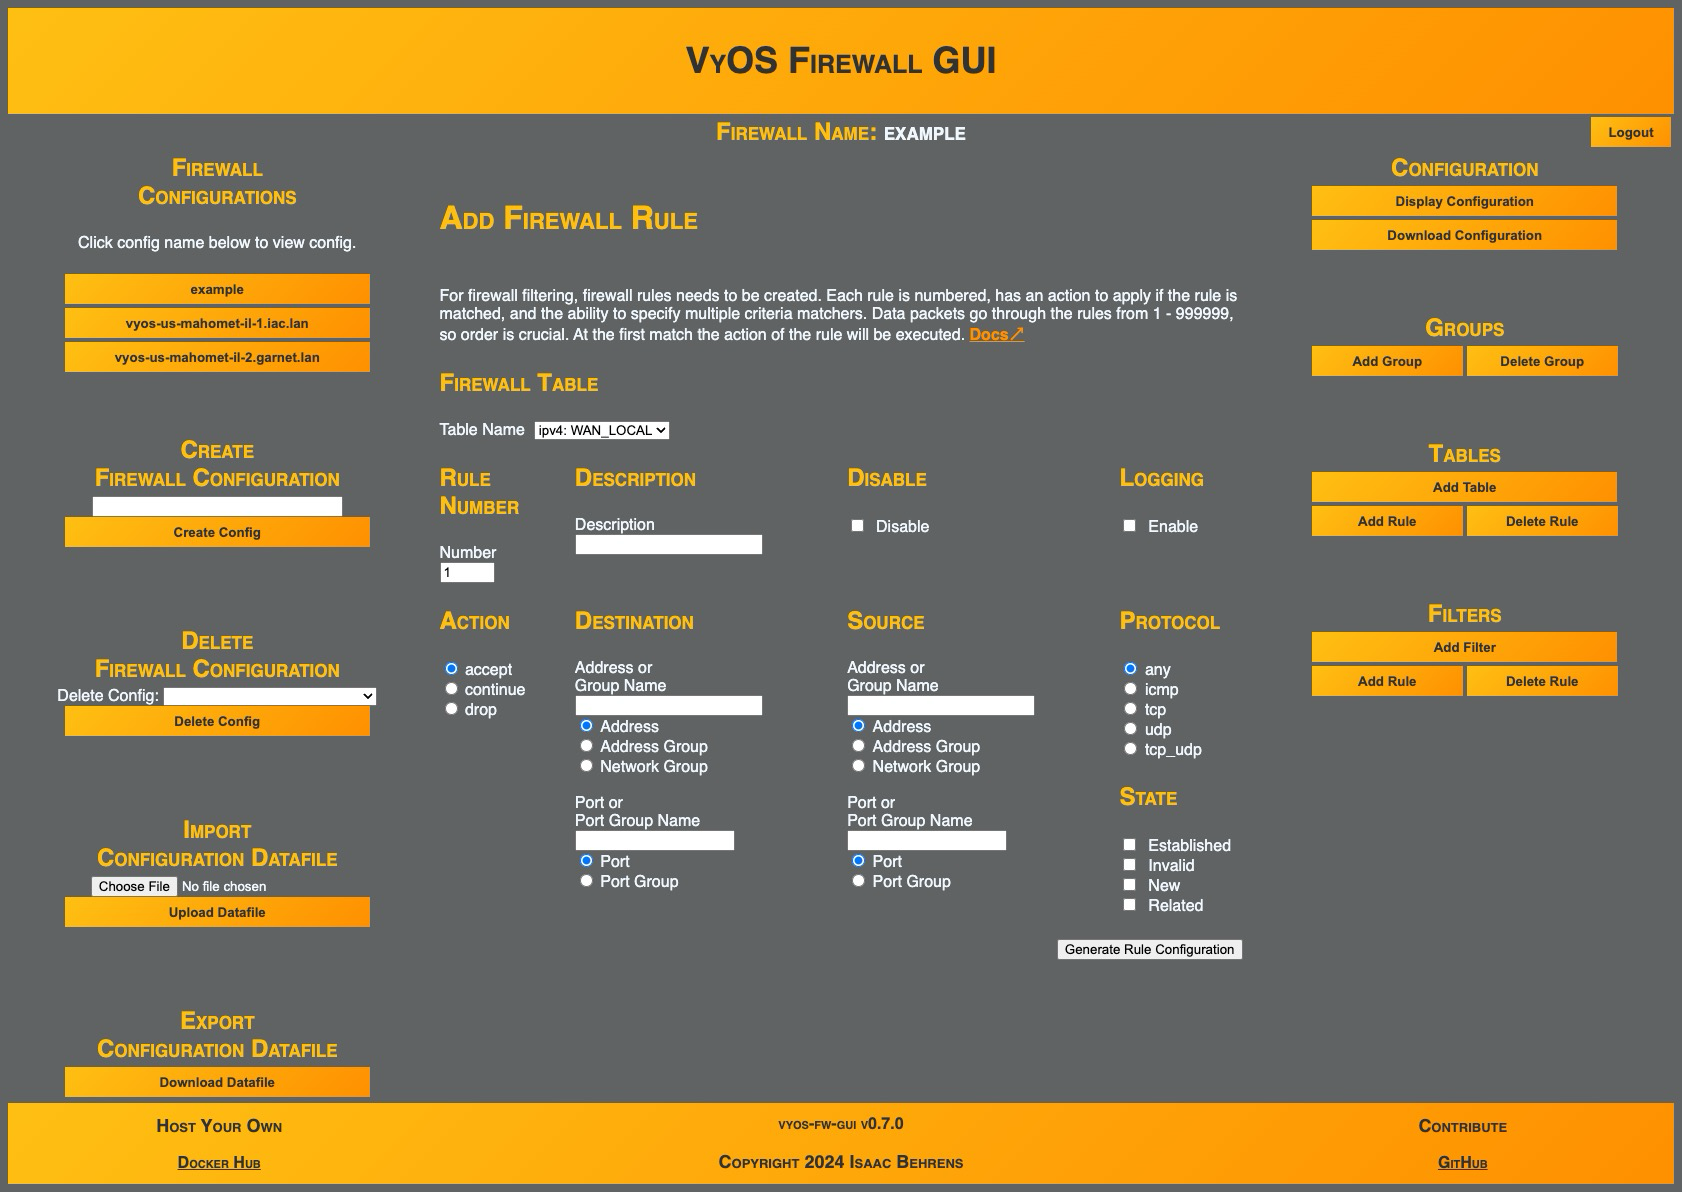 VyOS Firewall GUI
Firewall Name: example
Logout
Firewall
Configurations
Click config name below to view config.
example
vyos-us-mahomet-il-1.iac.lan
vyos-us-mahomet-il-2.garnet.lan
Create
Firewall Configuration
Create Config
Delete
Firewall Configuration
Delete Config:
Delete Config
Import
Configuration Datafile
Choose File No file chosen
Upload Datafile
Export
Configuration Datafile
Download Datafile
Add Firewall Rule
For firewall filtering, firewall rules needs to be created. Each rule is numbered, has an action to apply if the rule is
matched, and the ability to specify multiple criteria matchers. Data packets go through the rules from 1 - 999999,
so order is crucial. At the first match the action of the rule will be executed. Docs↗
Firewall Table
Table Name ipv4: WAN_LOCAL
Rule
Number
Number
1
Description
Description
Disable
Disable
Logging
Enable
Action
accept
continue
drop
Destination
Address or
Group Name
Address
Address Group
Network Group
Port or
Port Group Name
Port
Port Group
Source
Address or
Group Name
Address
Address Group
Network Group
Port or
Port Group Name
Port
Port Group
Protocol
any
icmp
tcp
udp
tcp_udp
State
Established
Invalid
New
Related
Generate Rule Configuration
Configuration
Display Configuration
Download Configuration
Groups
Add Group Delete Group
Tables
Add Table
Add Rule Delete Rule
Filters
Add Filter
Add Rule Delete Rule
Host Your Own
Docker Hub
vyos-fw-gui v0.7.0
Copyright 2024 Isaac Behrens
Contribute
GitHub